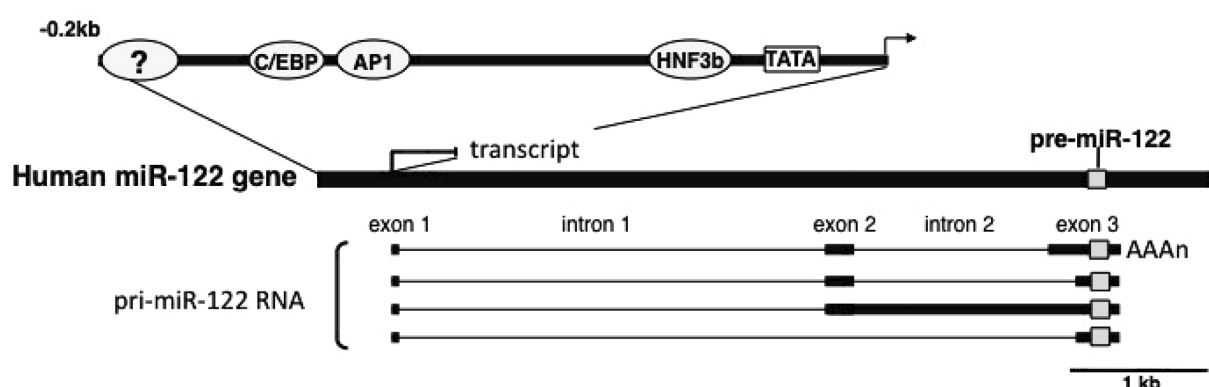 -0.2kb
? C/EBP AP1 HNF3b TATA
transcript
pre-miR-122
Human miR-122 gene
exon 1 intron 1 exon 2 intron 2 exon 3
AAAn
pri-miR-122 RNA
1 kb